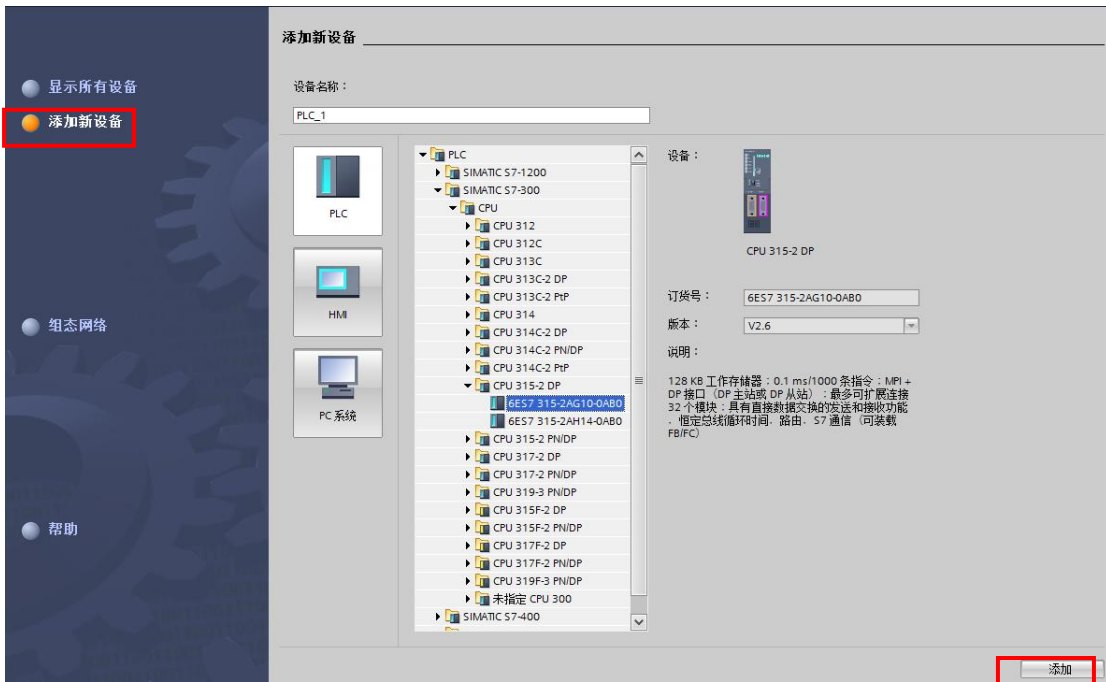 添加新设备
显示所有设备
添加新设备
组态网络
帮助
设备名称：
PLC_1
PLC
HMI
PC 系统
PLC
SIMATIC S7-1200
SIMATIC S7-300
CPU
CPU 312
CPU 312C
CPU 313C
CPU 313C-2 DP
CPU 313C-2 PtP
CPU 314
CPU 314C-2 DP
CPU 314C-2 PN/DP
CPU 314C-2 PtP
CPU 315-2 DP
6ES7 315-2AG10-0AB0
6ES7 315-2AH14-0AB0
CPU 315-2 PN/DP
CPU 317-2 DP
CPU 317-2 PN/DP
CPU 319-3 PN/DP
CPU 315F-2 DP
CPU 315F-2 PN/DP
CPU 317F-2 DP
CPU 317F-2 PN/DP
CPU 319F-3 PN/DP
未指定 CPU 300
SIMATIC S7-400
设备：
CPU 315-2 DP
订货号：
6ES7 315-2AG10-0AB0
版本：
V2.6
说明：
128 KB 工作存储器：0.1 ms/1000 条指令：MPI +
DP 接口（DP 主站或 DP 从站）：最多可扩展连接
32 个模块：具有直接数据交换的发送和接收功能
．恒定总线循环时间．路由．S7 通信（可装载
FB/FC）
添加